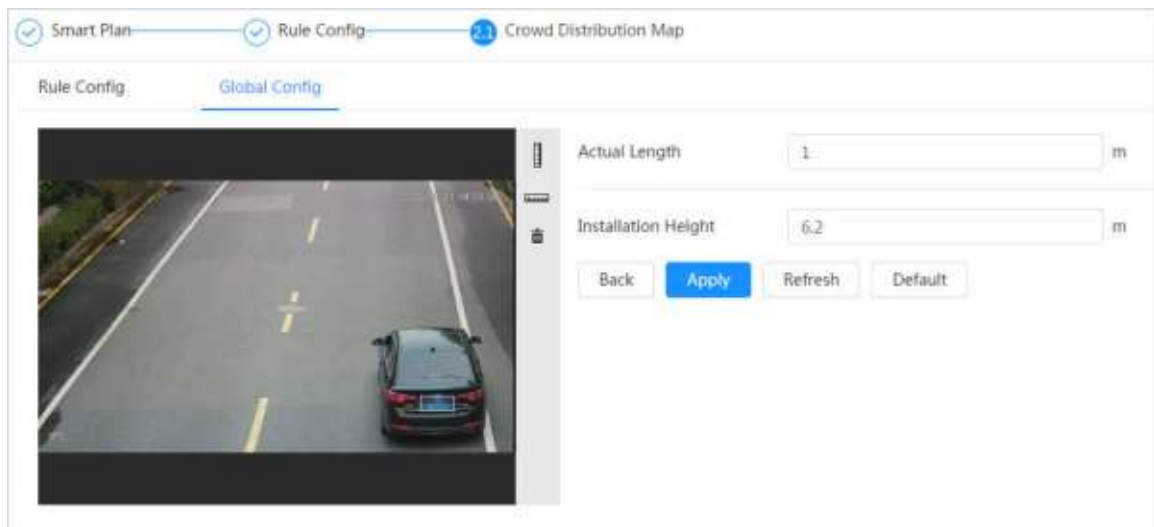 Smart Plan
Rule Config
2.1 Crowd Distribution Map
Rule Config
Global Config
Actual Length 1 m
Installation Height 6.2 m
Back Apply Refresh Default